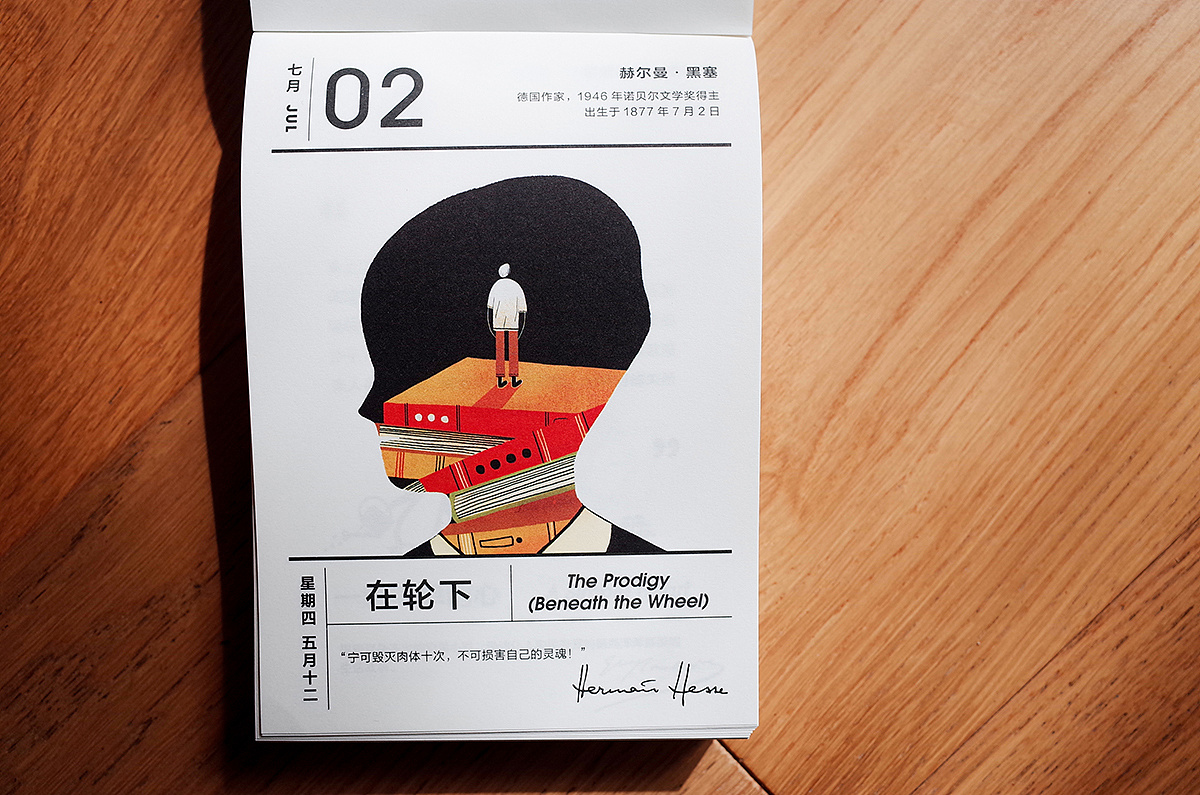 七月 JUL
02
赫尔曼·黑塞
德国作家，1946 年诺贝尔文学奖得主
出生于 1877 年 7 月 2 日
星期四 五月十二
在轮下
The Prodigy
(Beneath the Wheel)
“宁可毁灭肉体十次，不可损害自己的灵魂！”
Hermann Hesse